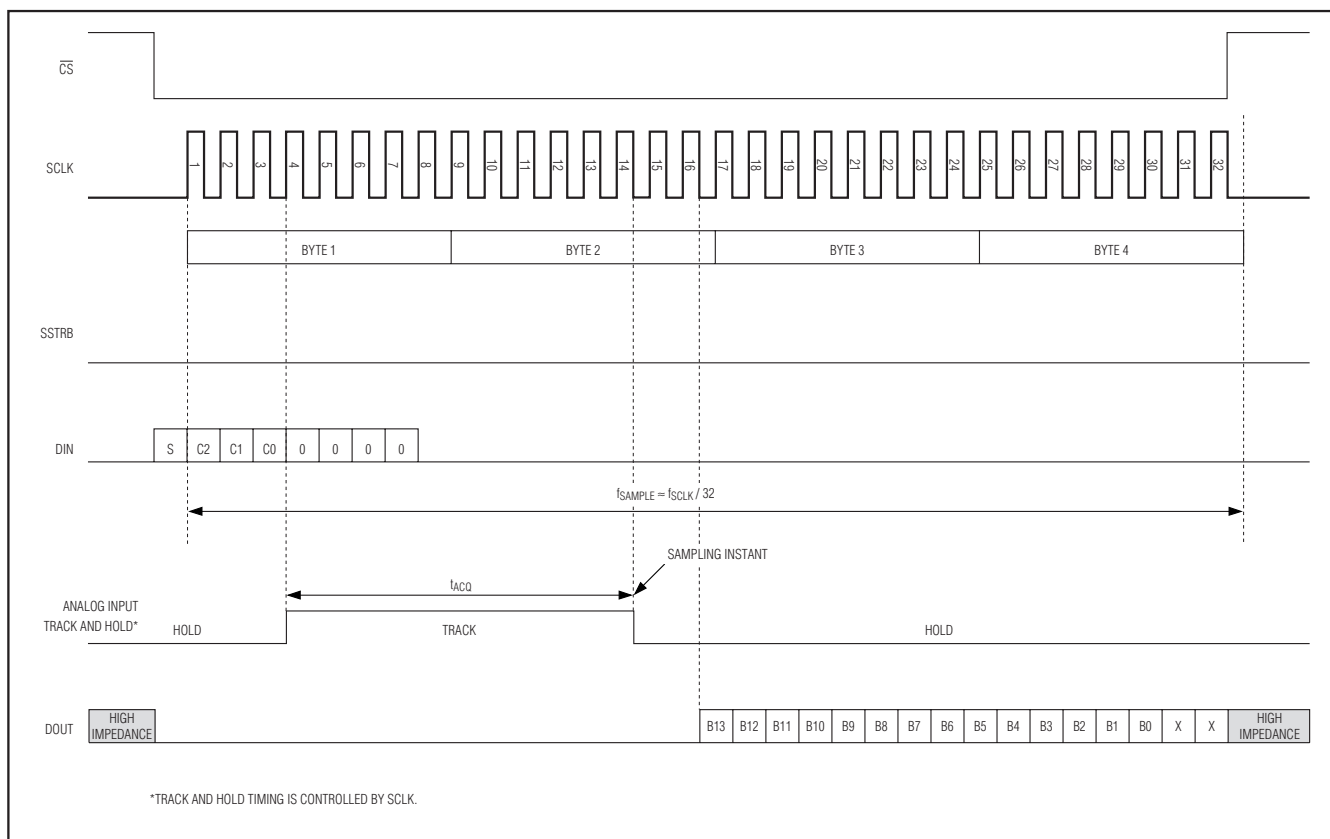 CS
SCLK
1 2 3 4 5 6 7 8 9 10 11 12 13 14 15 16 17 18 19 20 21 22 23 24 25 26 27 28 29 30 31 32
BYTE 1 BYTE 2 BYTE 3 BYTE 4
SSTRB
DIN
S C2 C1 C0 0 0 0 0
fSAMPLE ≈ fSCLK / 32
SAMPLING INSTANT
tACQ
ANALOG INPUT
TRACK AND HOLD*
HOLD TRACK HOLD
DOUT
HIGH
IMPEDANCE
B13 B12 B11 B10 B9 B8 B7 B6 B5 B4 B3 B2 B1 B0 X X
HIGH
IMPEDANCE
*TRACK AND HOLD TIMING IS CONTROLLED BY SCLK.